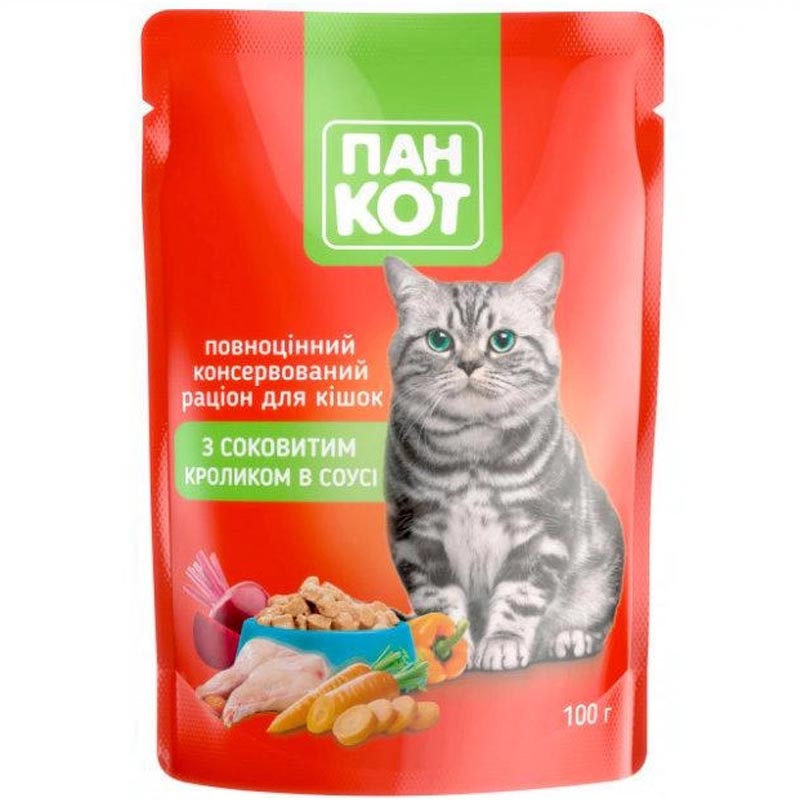 ПАН
КОТ
повноцінний
консервований
раціон для кішок
З СОКОВИТИМ
КРОЛИКОМ В СОУСІ
100 г